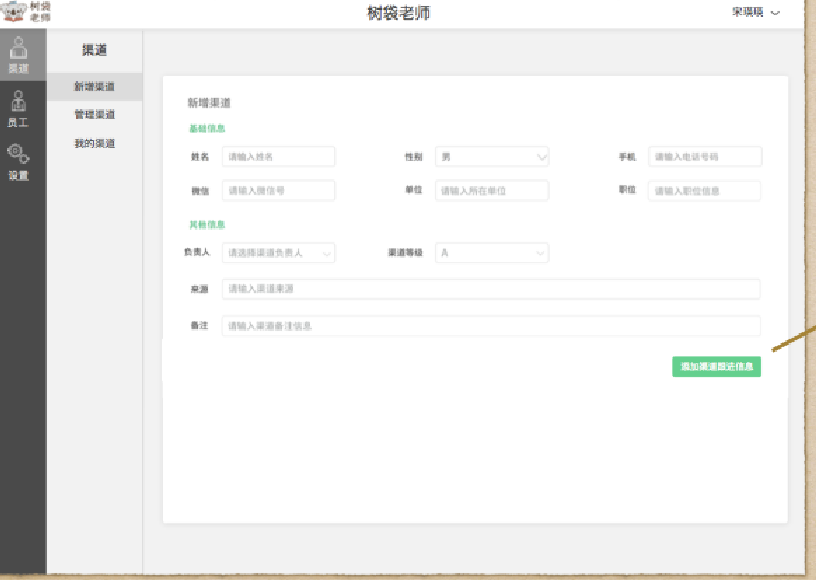 树袋
老师
树袋老师
宋瑛瑛
渠道
员工
设置
渠道
新增渠道
管理渠道
我的渠道
新增渠道
基础信息
姓名 请输入姓名 性别 男 手机 请输入电话号码
微信 请输入微信号 单位 请输入所在单位 职位 请输入职位信息
其他信息
负责人 请选择渠道负责人 渠道等级 A
来源 请输入渠道来源
备注 请输入渠道备注信息
添加渠道跟进信息